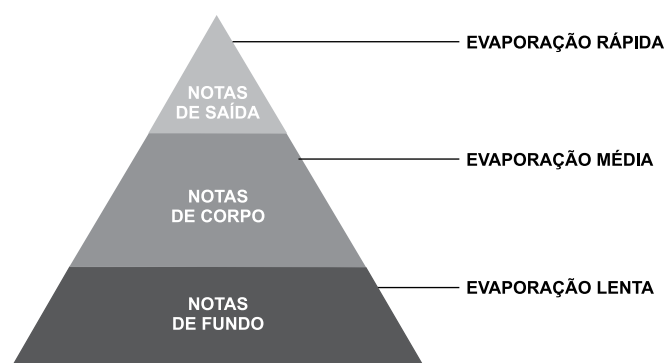 EVAPORAÇÃO RÁPIDA
NOTAS
DE SAÍDA
EVAPORAÇÃO MÉDIA
NOTAS
DE CORPO
EVAPORAÇÃO LENTA
NOTAS
DE FUNDO